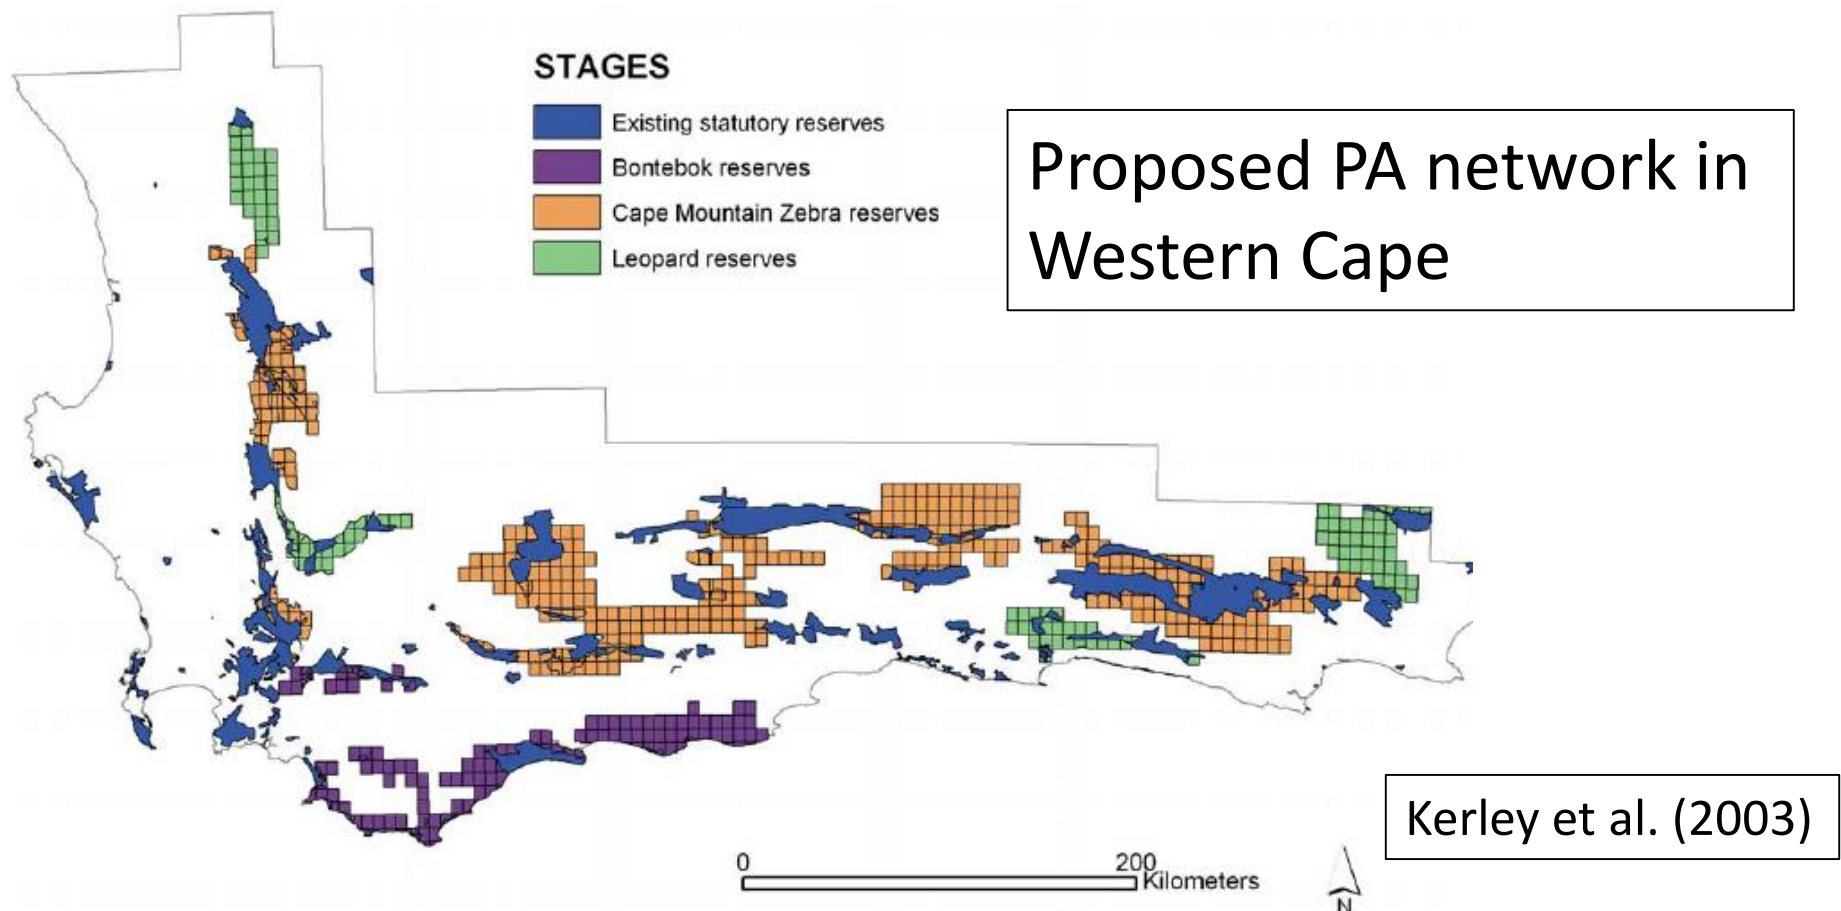 STAGES
Existing statutory reserves
Bontebok reserves
Cape Mountain Zebra reserves
Leopard reserves
Proposed PA network in
Western Cape
Kerley et al. (2003)
0 200
Kilometers
N